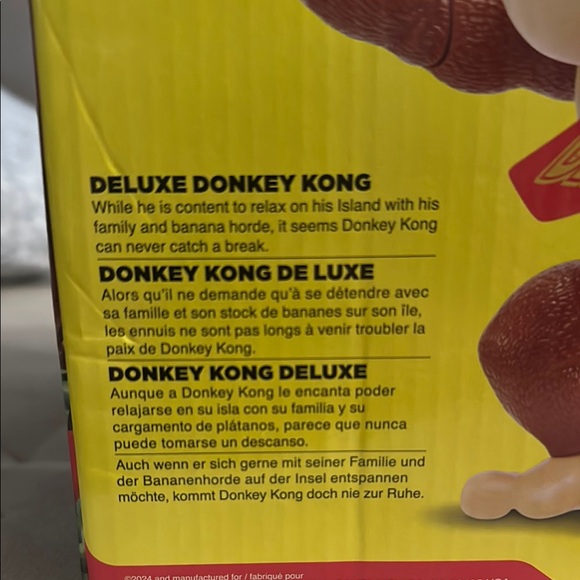 DELUXE DONKEY KONG
While he is content to relax on his Island with his
family and banana horde, it seems Donkey Kong
can never catch a break.
DONKEY KONG DE LUXE
Alors qu'il ne demande qu'à se détendre avec
sa famille et son stock de bananes sur son île,
les ennuis ne sont pas longs à venir troubler la
paix de Donkey Kong.
DONKEY KONG DELUXE
Aunque a Donkey Kong le encanta poder
relajarse en su isla con su familia y su
cargamento de plátanos, parece que nunca
puede tomarse un descanso.
Auch wenn er sich gerne mit seiner Familie und
der Bananenhorde auf der Insel entspannen
möchte, kommt Donkey Kong doch nie zur Ruhe.
©2024 and manufactured for / fabriqué pour